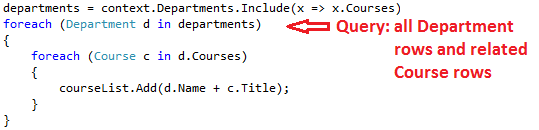 departments = context.Departments.Include(x => x.Courses)
foreach (Department d in departments)
{
    foreach (Course c in d.Courses)
    {
        courseList.Add(d.Name + c.Title);
    }
}
Query: all Department
rows and related
Course rows